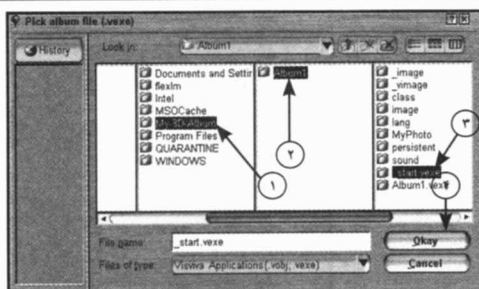 Pick album file (.vexe)
History
Look in:
Album1
Documents and Settin
flexlm
Intel
MSOCache
My 3D Album
Program Files
QUARANTINE
WINDOWS
Album1
_image
_vimage
class
image
lang
MyPhoto
persistent
sound
_start.vexe
Album1.vexe
١
٢
٣
٤
File name:
_start.vexe
Okay
Files of type:
Visviva Applications(.vobj, vexe)
Cancel